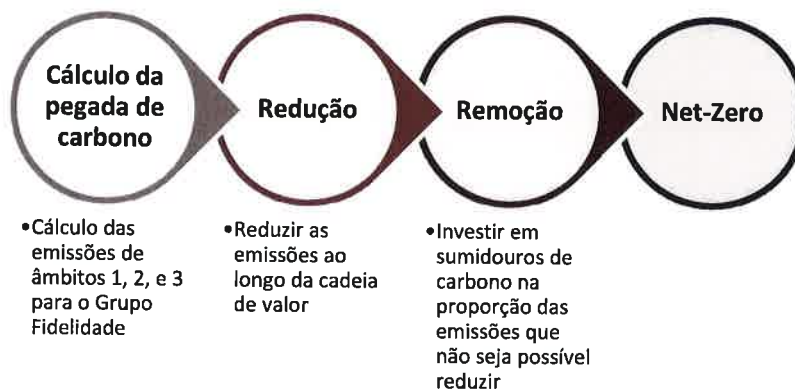 Cálculo da
pegada de
carbono
Redução
Remoção
Net-Zero
•Cálculo das
emissões de
âmbitos 1, 2, e 3
para o Grupo
Fidelidade
•Reduzir as
emissões ao
longo da cadeia
de valor
•Investir em
sumidouros de
carbono na
proporção das
emissões que
não seja possível
reduzir